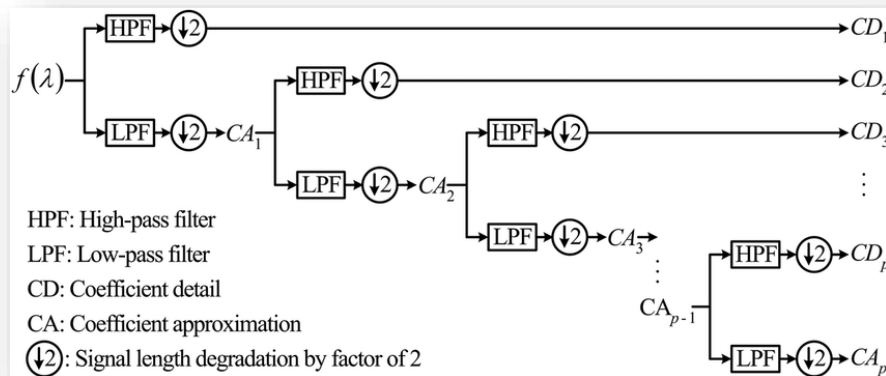 HPF ↓2 CD₁
f(λ) HPF ↓2 CD₂
LPF ↓2 CA₁ HPF ↓2 CD₃
LPF ↓2 CA₂
⋮
HPF: High-pass filter
LPF ↓2 CA₃
LPF: Low-pass filter
HPF ↓2 CDₚ
CD: Coefficient detail
⋮
CAₚ₋₁
CA: Coefficient approximation
↓2: Signal length degradation by factor of 2
LPF ↓2 CAₚ